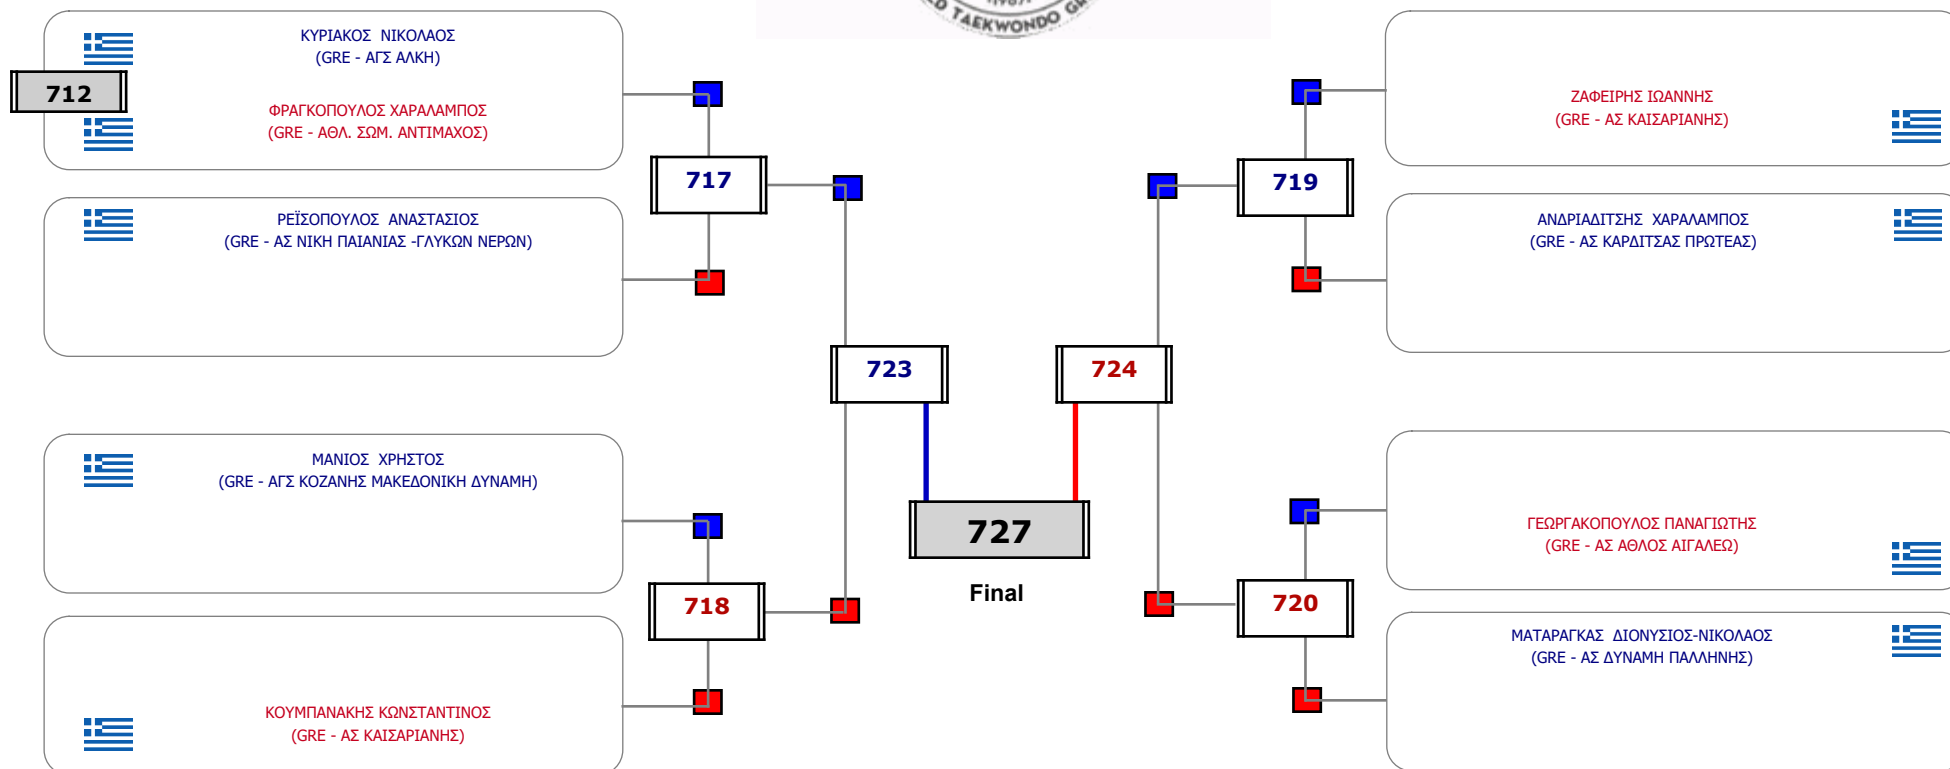 TAEKWONDO
ΚΥΡΙΑΚΟΣ ΝΙΚΟΛΑΟΣ
(GRE - ΑΓΣ ΑΛΚΗ)
712
ΦΡΑΓΚΟΠΟΥΛΟΣ ΧΑΡΑΛΑΜΠΟΣ
(GRE - ΑΘΛ. ΣΩΜ. ΑΝΤΙΜΑΧΟΣ)
717
ΡΕΪΣΟΠΟΥΛΟΣ ΑΝΑΣΤΑΣΙΟΣ
(GRE - ΑΣ ΝΙΚΗ ΠΑΙΑΝΙΑΣ -ΓΛΥΚΩΝ ΝΕΡΩΝ)
723
ΜΑΝΙΟΣ ΧΡΗΣΤΟΣ
(GRE - ΑΓΣ ΚΟΖΑΝΗΣ ΜΑΚΕΔΟΝΙΚΗ ΔΥΝΑΜΗ)
718
ΚΟΥΜΠΑΝΑΚΗΣ ΚΩΝΣΤΑΝΤΙΝΟΣ
(GRE - ΑΣ ΚΑΙΣΑΡΙΑΝΗΣ)
727
Final
ΖΑΦΕΙΡΗΣ ΙΩΑΝΝΗΣ
(GRE - ΑΣ ΚΑΙΣΑΡΙΑΝΗΣ)
719
ΑΝΔΡΙΑΔΙΤΣΗΣ ΧΑΡΑΛΑΜΠΟΣ
(GRE - ΑΣ ΚΑΡΔΙΤΣΑΣ ΠΡΩΤΕΑΣ)
724
ΓΕΩΡΓΑΚΟΠΟΥΛΟΣ ΠΑΝΑΓΙΩΤΗΣ
(GRE - ΑΣ ΑΘΛΟΣ ΑΙΓΑΛΕΩ)
720
ΜΑΤΑΡΑΓΚΑΣ ΔΙΟΝΥΣΙΟΣ-ΝΙΚΟΛΑΟΣ
(GRE - ΑΣ ΔΥΝΑΜΗ ΠΑΛΛΗΝΗΣ)